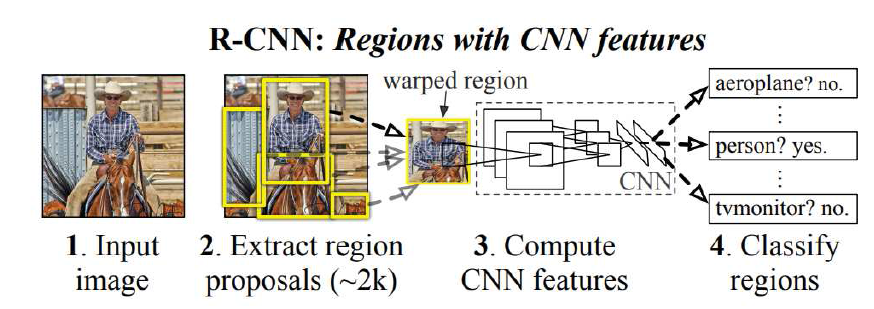 R-CNN: Regions with CNN features
warped region
aeroplane? no.
⋮
person? yes.
⋮
tvmonitor? no.
CNN
1. Input
image
2. Extract region
proposals (~2k)
3. Compute
CNN features
4. Classify
regions